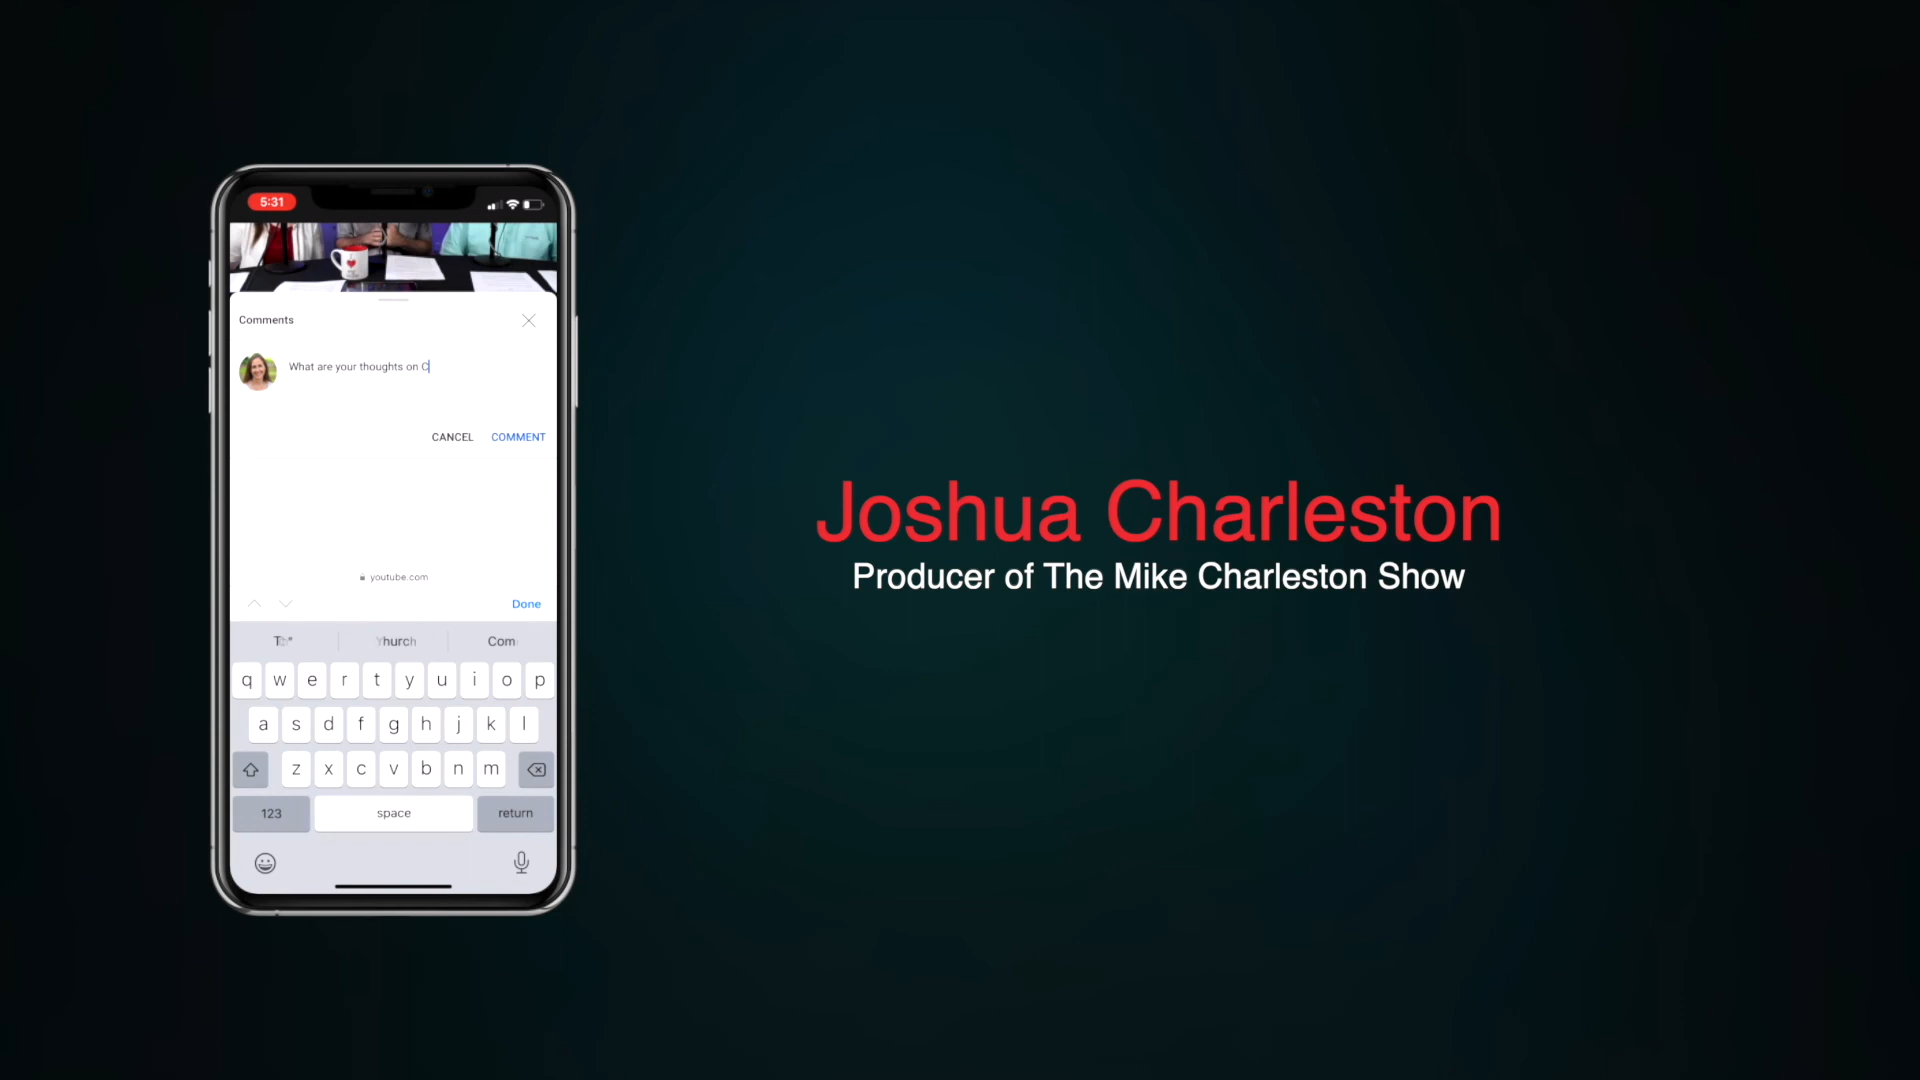 5:31
Comments
What are your thoughts on C
CANCEL COMMENT
youtube.com
Done
Com
q w e r t y u i o p
a s d f g h j k l
z x c v b n m
123 space return
Joshua Charleston
Producer of The Mike Charleston Show